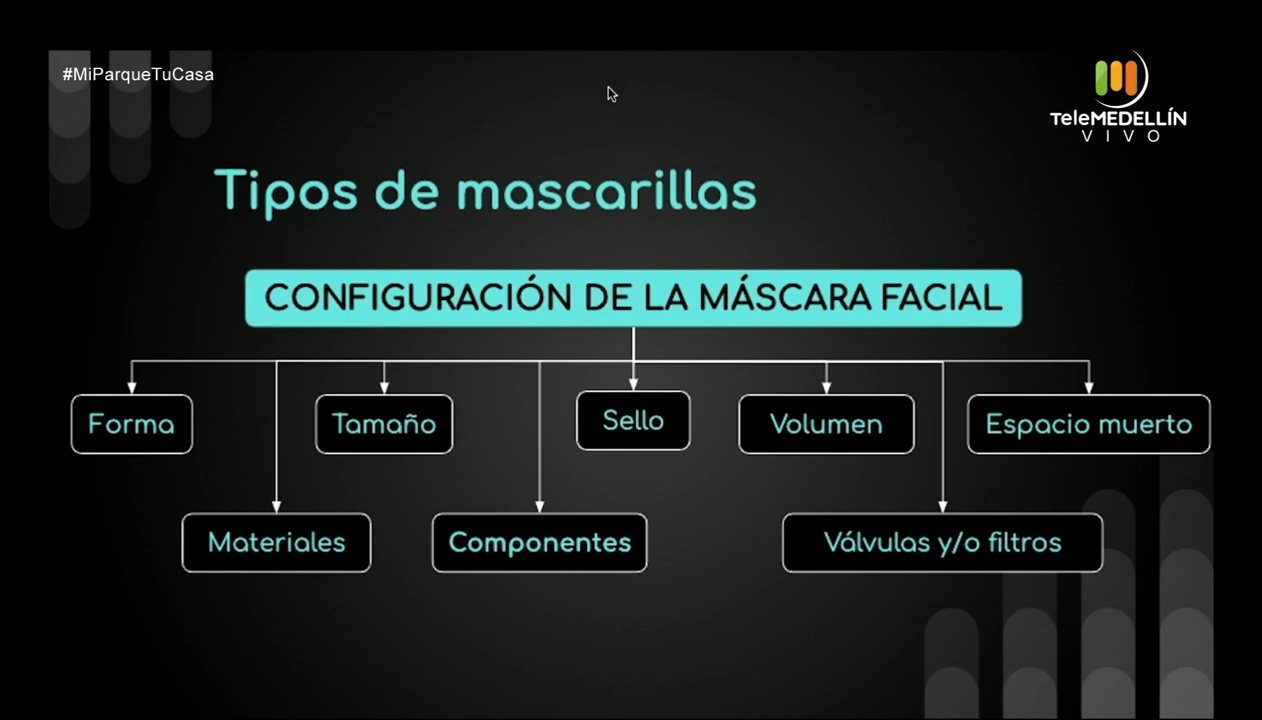 #MiParqueTuCasa
TeleMEDELLÍN
VIVO
Tipos de mascarillas
CONFIGURACIÓN DE LA MÁSCARA FACIAL
Forma
Tamaño
Sello
Volumen
Espacio muerto
Materiales
Componentes
Válvulas y/o filtros